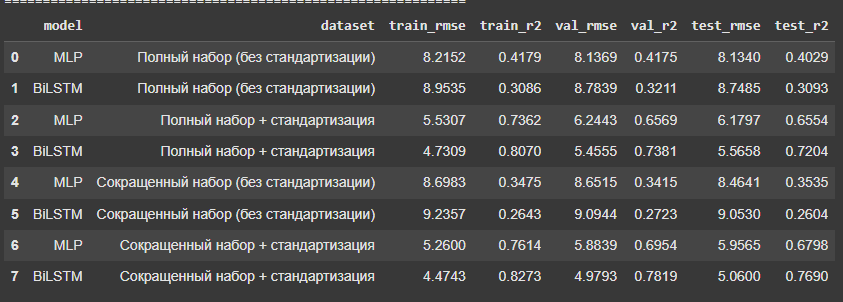 ============================================================
model dataset train_rmse train_r2 val_rmse val_r2 test_rmse test_r2
0 MLP Полный набор (без стандартизации) 8.2152 0.4179 8.1369 0.4175 8.1340 0.4029
1 BiLSTM Полный набор (без стандартизации) 8.9535 0.3086 8.7839 0.3211 8.7485 0.3093
2 MLP Полный набор + стандартизация 5.5307 0.7362 6.2443 0.6569 6.1797 0.6554
3 BiLSTM Полный набор + стандартизация 4.7309 0.8070 5.4555 0.7381 5.5658 0.7204
4 MLP Сокращенный набор (без стандартизации) 8.6983 0.3475 8.6515 0.3415 8.4641 0.3535
5 BiLSTM Сокращенный набор (без стандартизации) 9.2357 0.2643 9.0944 0.2723 9.0530 0.2604
6 MLP Сокращенный набор + стандартизация 5.2600 0.7614 5.8839 0.6954 5.9565 0.6798
7 BiLSTM Сокращенный набор + стандартизация 4.4743 0.8273 4.9793 0.7819 5.0600 0.7690